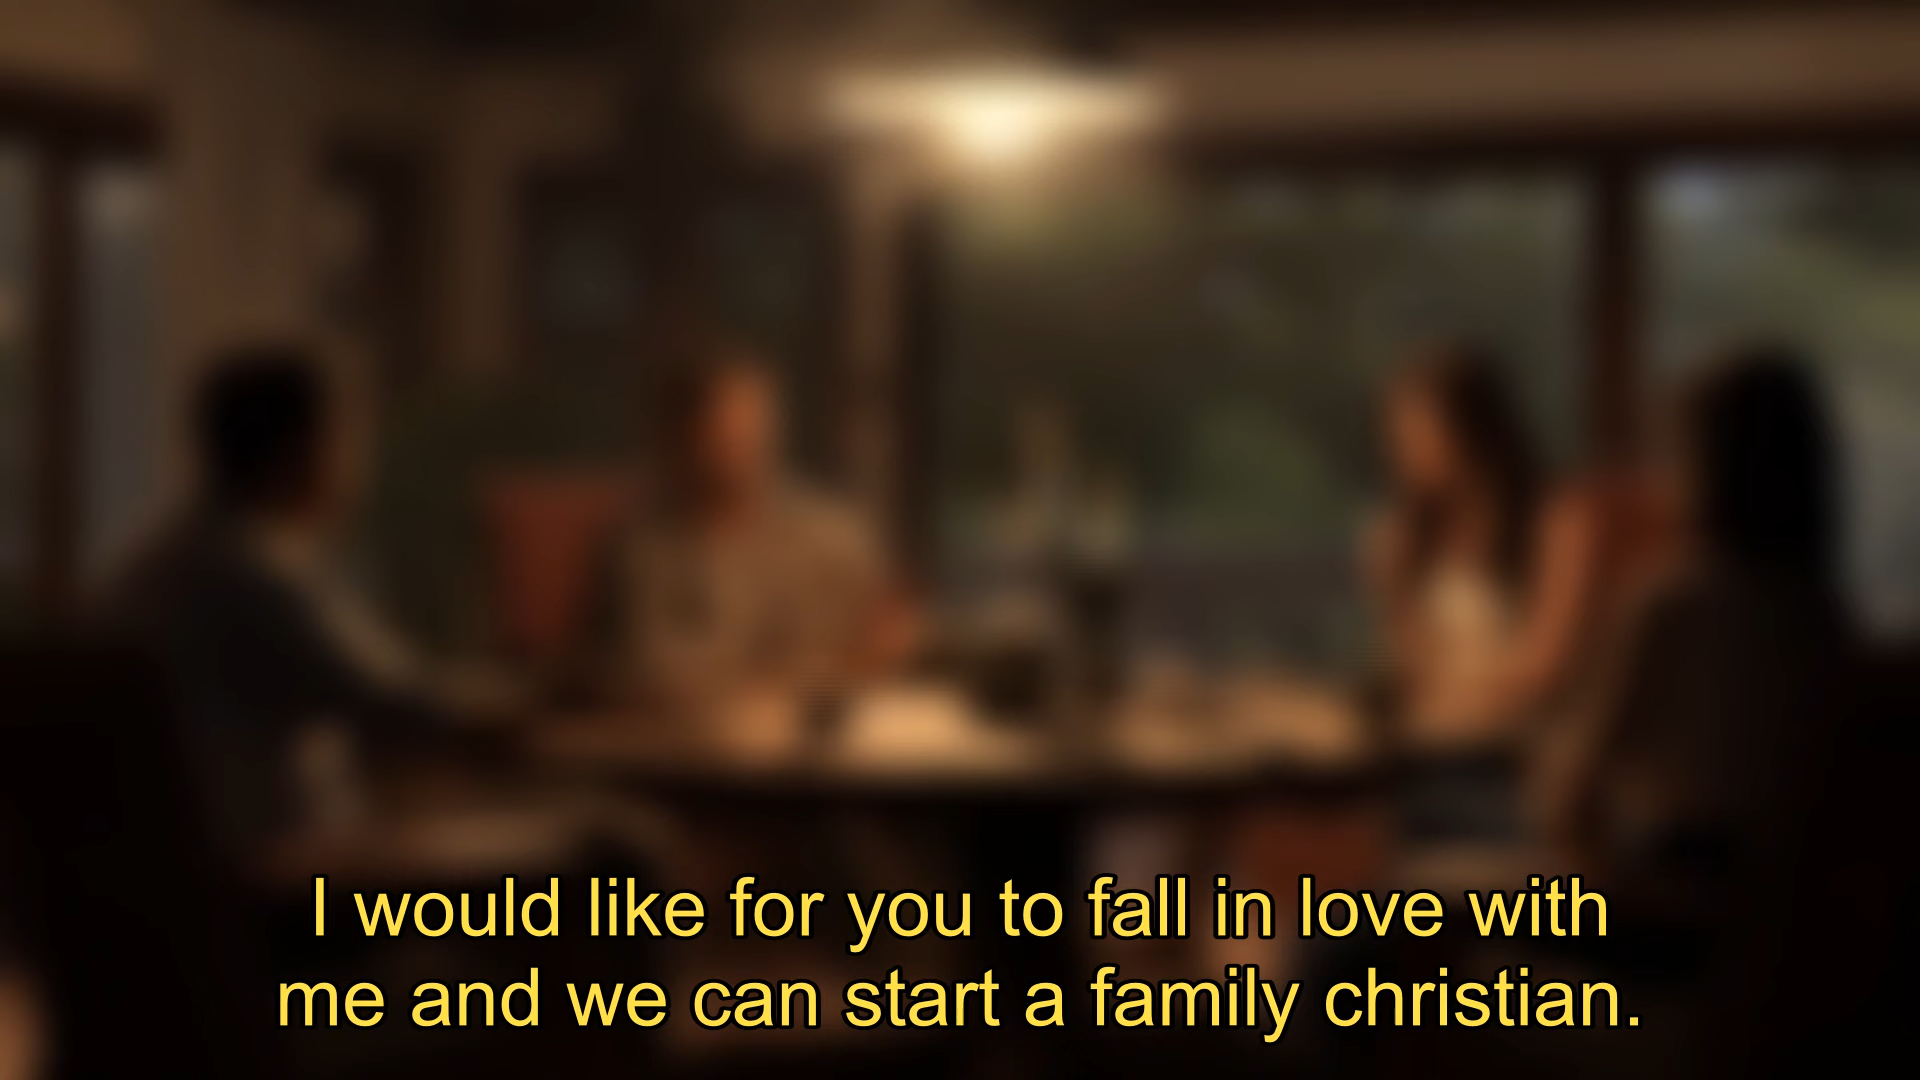 I would like for you to fall in love with
me and we can start a family christian.